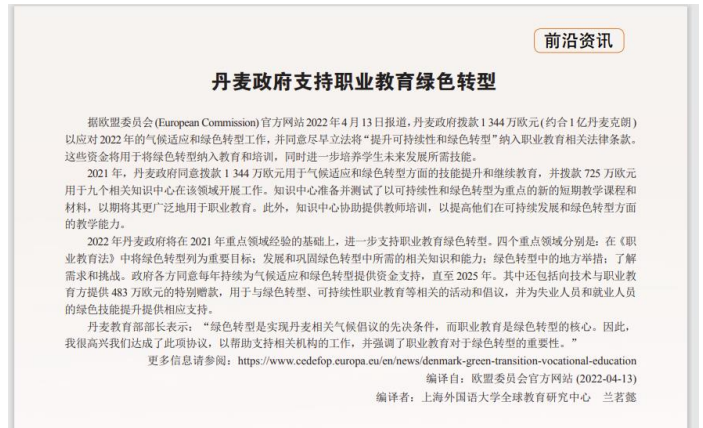 前沿资讯
丹麦政府支持职业教育绿色转型
据欧盟委员会(European Commission)官方网站2022年4月13日报道，丹麦政府拨款1 344万欧元(约合1亿丹麦克朗)
以应对2022年的气候适应和绿色转型工作，并同意尽早立法将“提升可持续性和绿色转型”纳入职业教育相关法律条款。
这些资金将用于将绿色转型纳入教育和培训，同时进一步培养学生未来发展所需技能。
2021年，丹麦政府同意拨款1 344万欧元用于气候适应和绿色转型方面的技能提升和继续教育，并拨款725万欧元
用于九个相关知识中心在该领域开展工作。知识中心准备并测试了以可持续性和绿色转型为重点的新的短期教学课程和
材料，以期将其更广泛地用于职业教育。此外，知识中心协助提供教师培训，以提高他们在可持续发展和绿色转型方面
的教学能力。
2022年丹麦政府将在2021年重点领域经验的基础上，进一步支持职业教育绿色转型。四个重点领域分别是：在《职
业教育法》中将绿色转型列为重要目标；发展和巩固绿色转型中所需的相关知识和能力；绿色转型中的地方举措；了解
需求和挑战。政府各方同意每年持续为气候适应和绿色转型提供资金支持，直至2025年。其中还包括向技术与职业教
育方提供483万欧元的特别赠款，用于与绿色转型、可持续性职业教育等相关的活动和倡议，并为失业人员和就业人员
的绿色技能提升提供相应支持。
丹麦教育部部长表示：“绿色转型是实现丹麦相关气候倡议的先决条件，而职业教育是绿色转型的核心。因此，
我很高兴我们达成了此项协议，以帮助支持相关机构的工作，并强调了职业教育对于绿色转型的重要性。”
更多信息请参阅：https://www.cedefop.europa.eu/en/news/denmark-green-transition-vocational-education
编译自：欧盟委员会官方网站 (2022-04-13)
编译者：上海外国语大学全球教育研究中心 兰茗懿